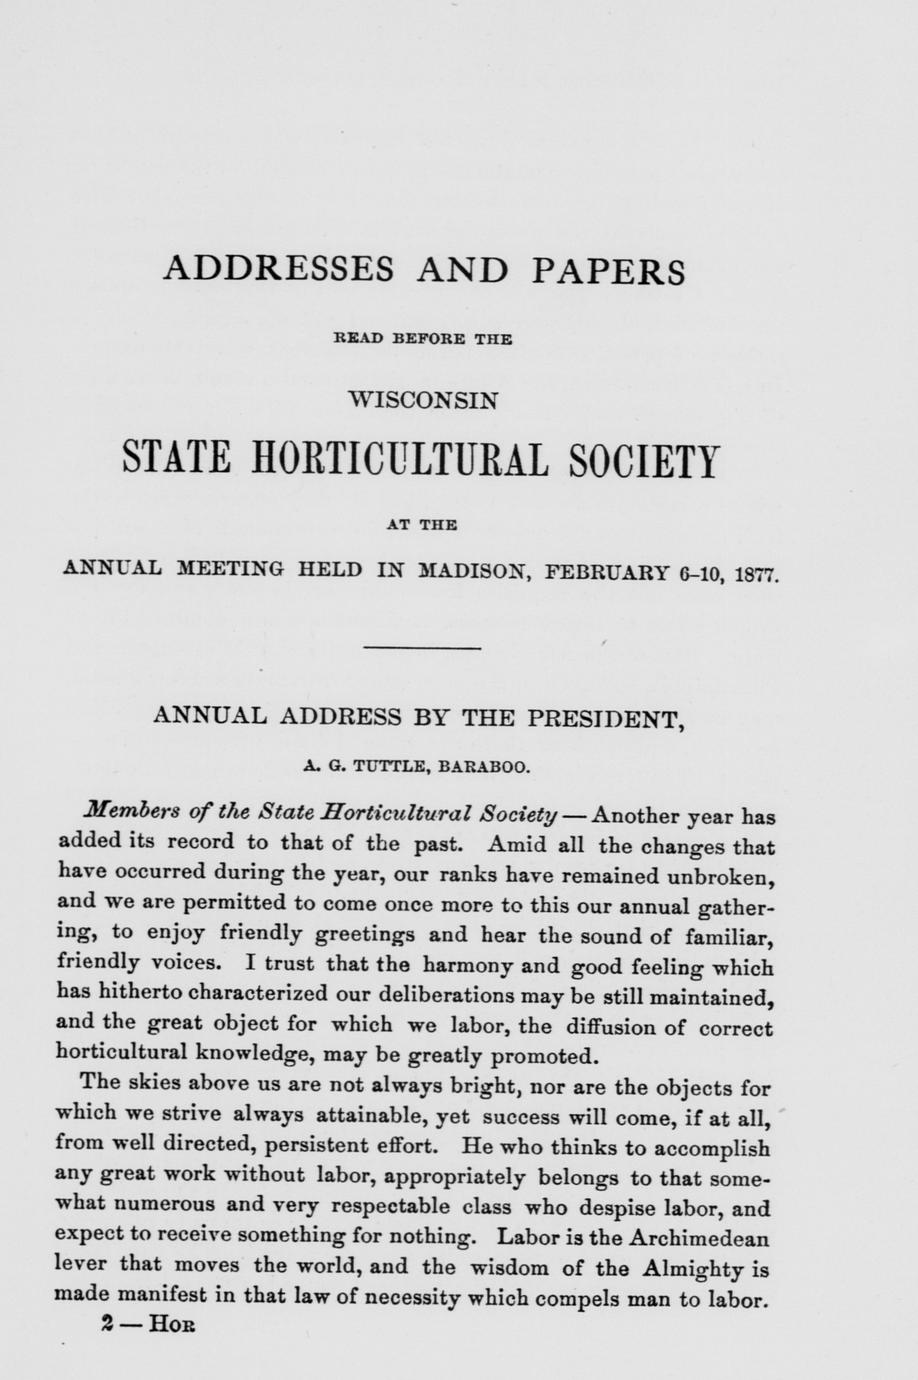 ADDRESSES AND PAPERS
READ BEFORE THE
WISCONSIN
STATE HORTICULTURAL SOCIETY
AT THE
ANNUAL MEETING HELD IN MADISON, FEBRUARY 6–10, 1877.
ANNUAL ADDRESS BY THE PRESIDENT,
A. G. TUTTLE, BARABOO.
Members of the State Horticultural Society — Another year has
added its record to that of the past. Amid all the changes that
have occurred during the year, our ranks have remained unbroken,
and we are permitted to come once more to this our annual gather-
ing, to enjoy friendly greetings and hear the sound of familiar,
friendly voices. I trust that the harmony and good feeling which
has hitherto characterized our deliberations may be still maintained,
and the great object for which we labor, the diffusion of correct
horticultural knowledge, may be greatly promoted.
The skies above us are not always bright, nor are the objects for
which we strive always attainable, yet success will come, if at all,
from well directed, persistent effort. He who thinks to accomplish
any great work without labor, appropriately belongs to that some-
what numerous and very respectable class who despise labor, and
expect to receive something for nothing. Labor is the Archimedean
lever that moves the world, and the wisdom of the Almighty is
made manifest in that law of necessity which compels man to labor.
2 — HOR